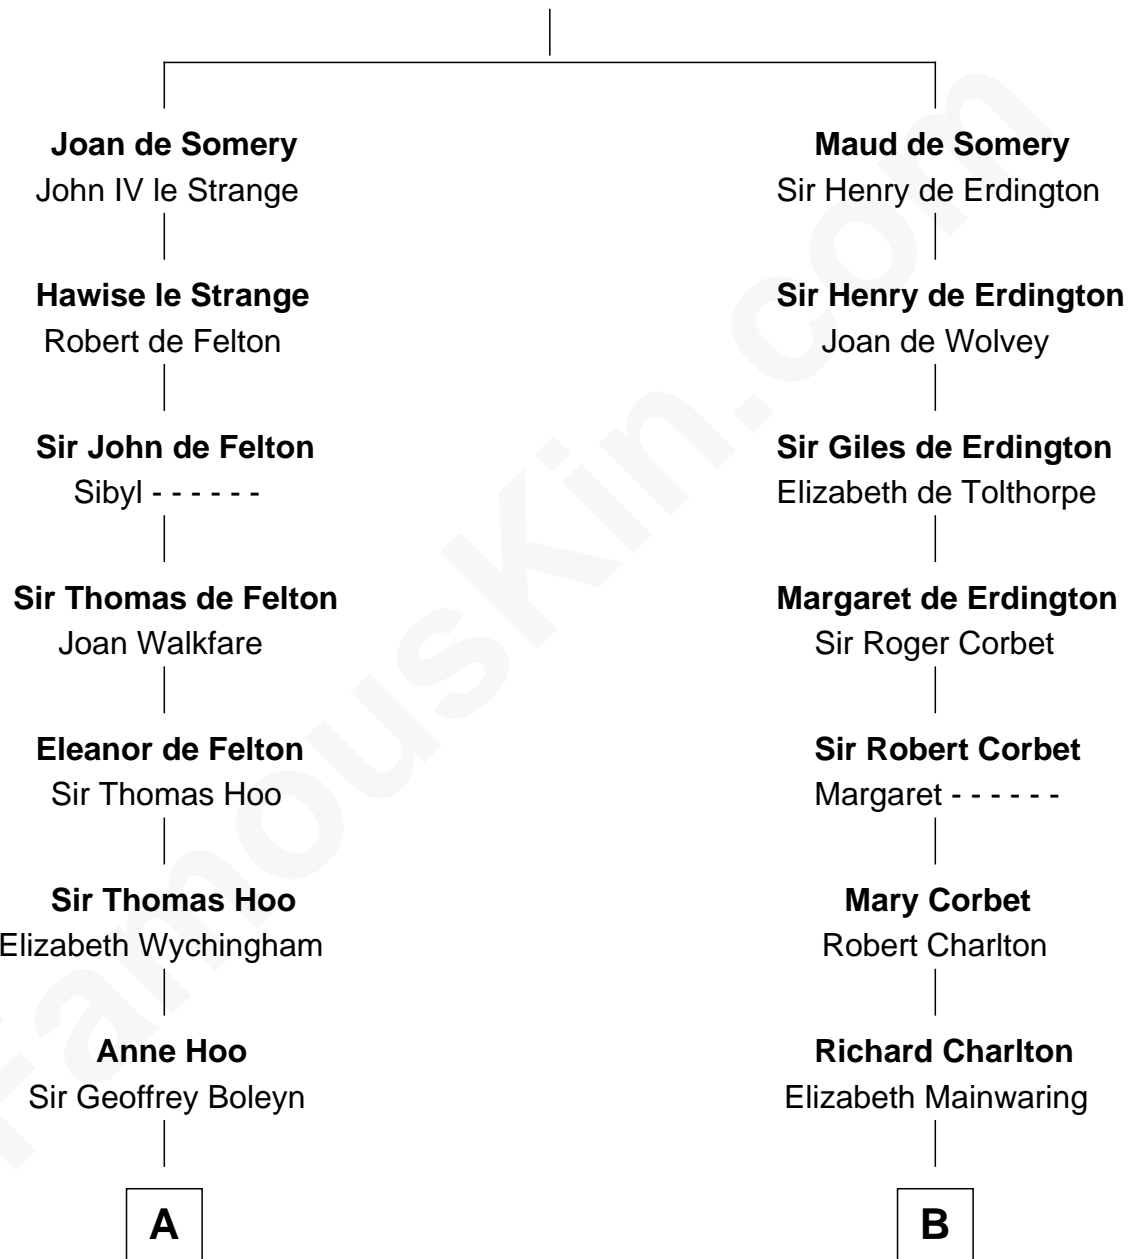 Joan de Somery
John IV le Strange
Hawise le Strange
Robert de Felton
Sir John de Felton
Sibyl - - - - - -
Sir Thomas de Felton
Joan Walkfare
Eleanor de Felton
Sir Thomas Hoo
Sir Thomas Hoo
Elizabeth Wychingham
Anne Hoo
Sir Geoffrey Boleyn
A
Maud de Somery
Sir Henry de Erdington
Sir Henry de Erdington
Joan de Wolvey
Sir Giles de Erdington
Elizabeth de Tolthorpe
Margaret de Erdington
Sir Roger Corbet
Sir Robert Corbet
Margaret - - - - - -
Mary Corbet
Robert Charlton
Richard Charlton
Elizabeth Mainwaring
B
FamousKin.com